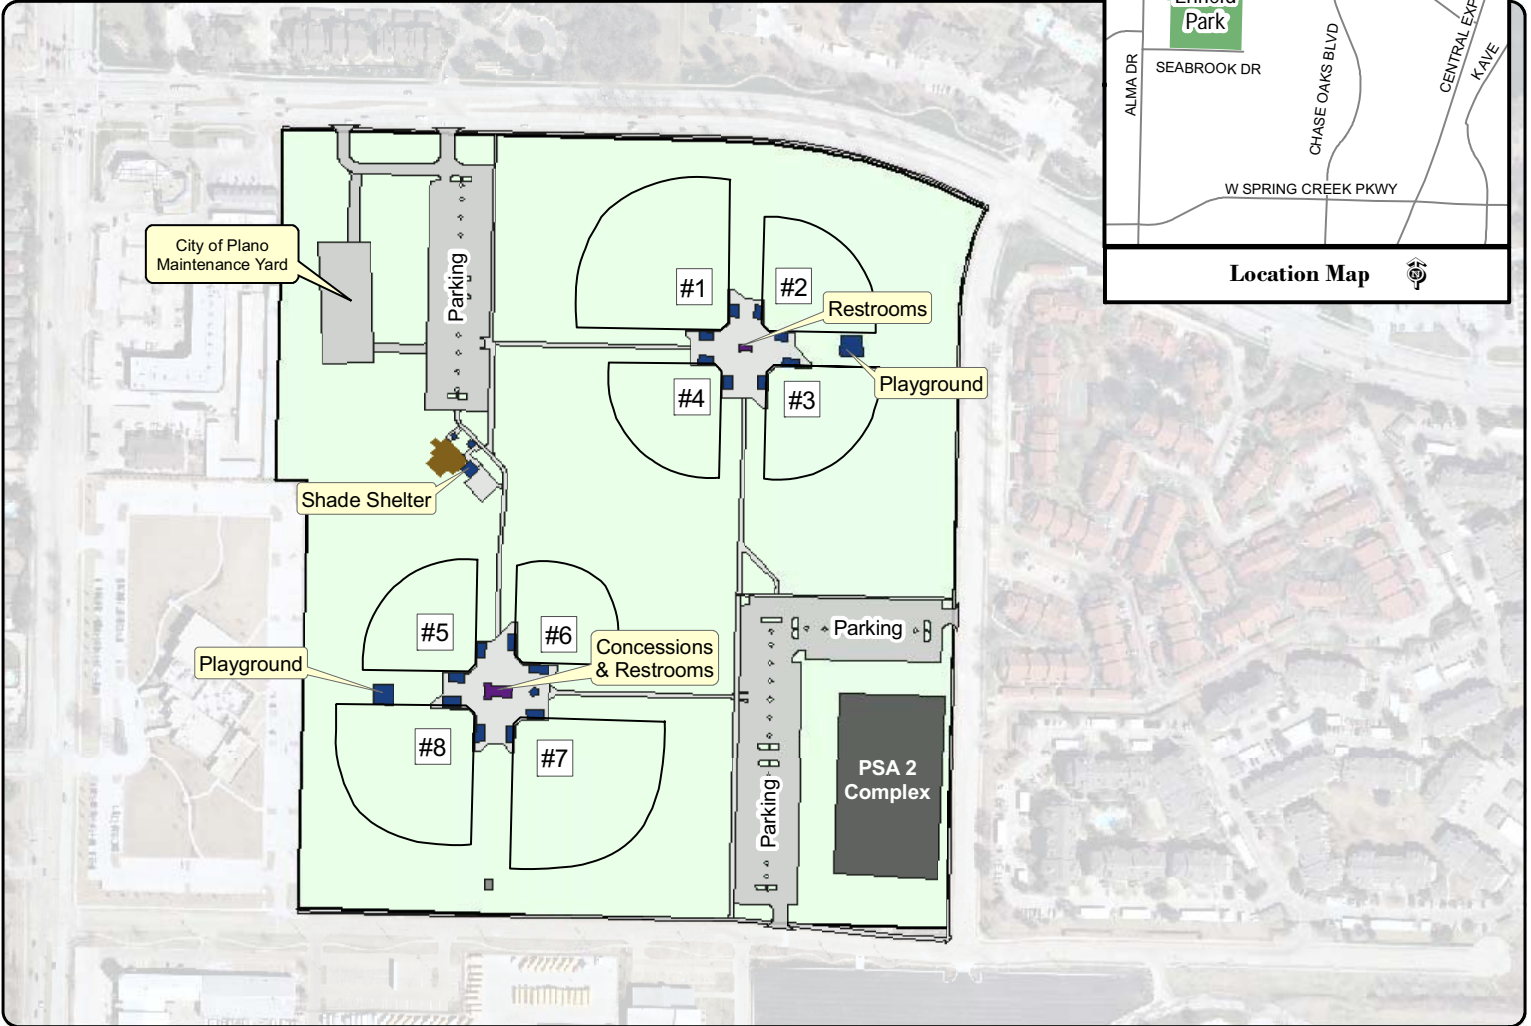 Park
SEABROOK DR
ALMA DR
CHASE OAKS BLVD
CENTRAL EXP
K AVE
W SPRING CREEK PKWY
Location Map
N
City of Plano
Maintenance Yard
Parking
#1
#2
Restrooms
Playground
#4
#3
Shade Shelter
#5
#6
Concessions
& Restrooms
Playground
#8
#7
Parking
Parking
PSA 2
Complex